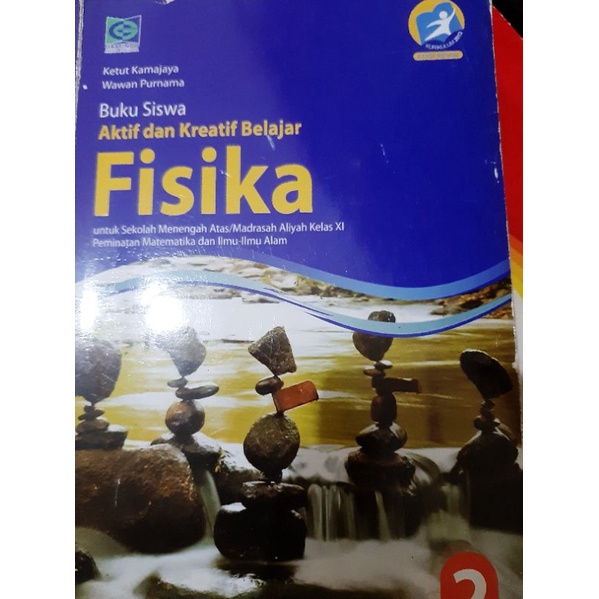 Ketut Kamajaya
Wawan Purnama
Buku Siswa
Aktif dan Kreatif Belajar
Fisika
untuk Sekolah Menengah Atas/Madrasah Aliyah Kelas XI
Peminatan Matematika dan Ilmu-Ilmu Alam
2